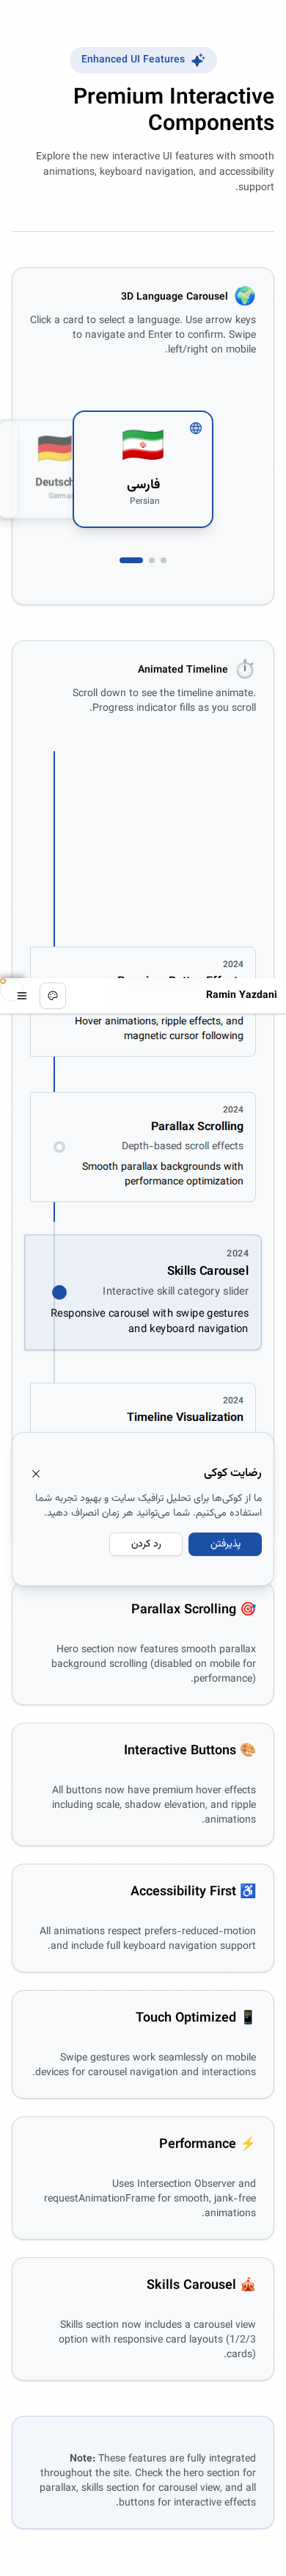 Enhanced UI Features
Premium Interactive
Components
Explore the new interactive UI features with smooth
animations, keyboard navigation, and accessibility
support.
3D Language Carousel
Click a card to select a language. Use arrow keys
to navigate and Enter to confirm. Swipe
left/right on mobile.
فارسی
Persian
Deutsch
Animated Timeline
Scroll down to see the timeline animate.
Progress indicator fills as you scroll.
2024
Ramin Yazdani
Hover animations, ripple effects, and
magnetic cursor following
2024
Parallax Scrolling
Depth-based scroll effects
Smooth parallax backgrounds with
performance optimization
2024
Skills Carousel
Interactive skill category slider
Responsive carousel with swipe gestures
and keyboard navigation
2024
Timeline Visualization
رضایت کوکی
ما از کوکی‌ها برای تحلیل ترافیک سایت و بهبود تجربه شما
استفاده می‌کنیم. شما می‌توانید هر زمان انصراف دهید.
پذیرفتن
رد کردن
Parallax Scrolling
Hero section now features smooth parallax
background scrolling (disabled on mobile for
performance).
Interactive Buttons
All buttons now have premium hover effects
including scale, shadow elevation, and ripple
animations.
Accessibility First
All animations respect prefers-reduced-motion
and include full keyboard navigation support.
Touch Optimized
Swipe gestures work seamlessly on mobile
devices for carousel navigation and interactions.
Performance
Uses Intersection Observer and
requestAnimationFrame for smooth, jank-free
animations.
Skills Carousel
Skills section now includes a carousel view
option with responsive card layouts (1/2/3
cards).
Note: These features are fully integrated
throughout the site. Check the hero section for
parallax, skills section for carousel view, and all
buttons for interactive effects.